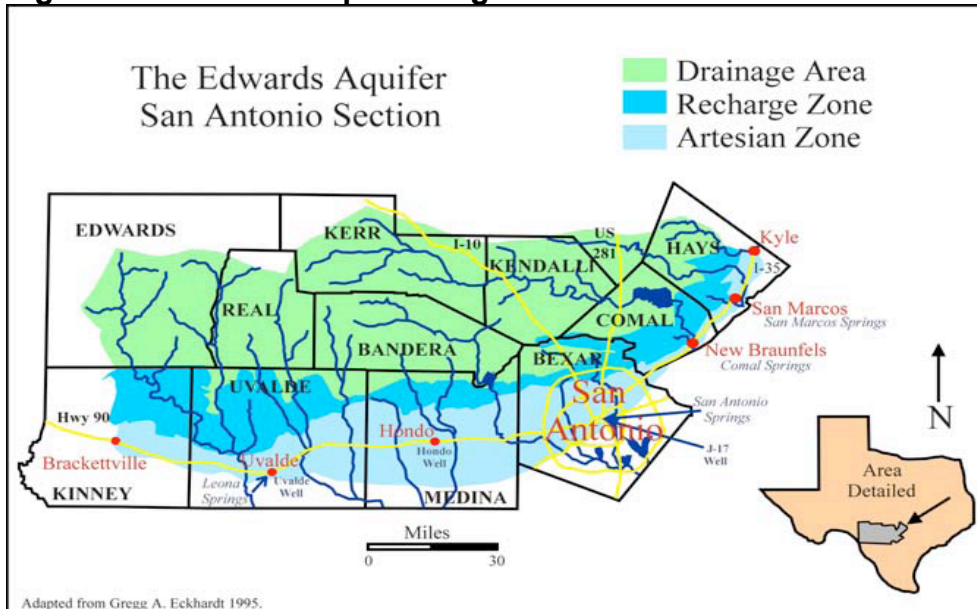 The Edwards Aquifer
San Antonio Section
Drainage Area
Recharge Zone
Artesian Zone
EDWARDS
KERR
I-10
US
281
KENDALLI
HAYS
Kyle
I-35
REAL
San Marcos
San Marcos Springs
COMAL
BANDERA
BEXAR
New Braunfels
Comal Springs
UVALDE
San
Antonio
San Antonio
Springs
N
Hwy 90
Hondo
Hondo
Well
J-17
Well
Brackettville
Uvalde
Uvalde
Well
Leona
Springs
KINNEY
MEDINA
Area
Detailed
Miles
0
30
Adapted from Gregg A. Eckhardt 1995.